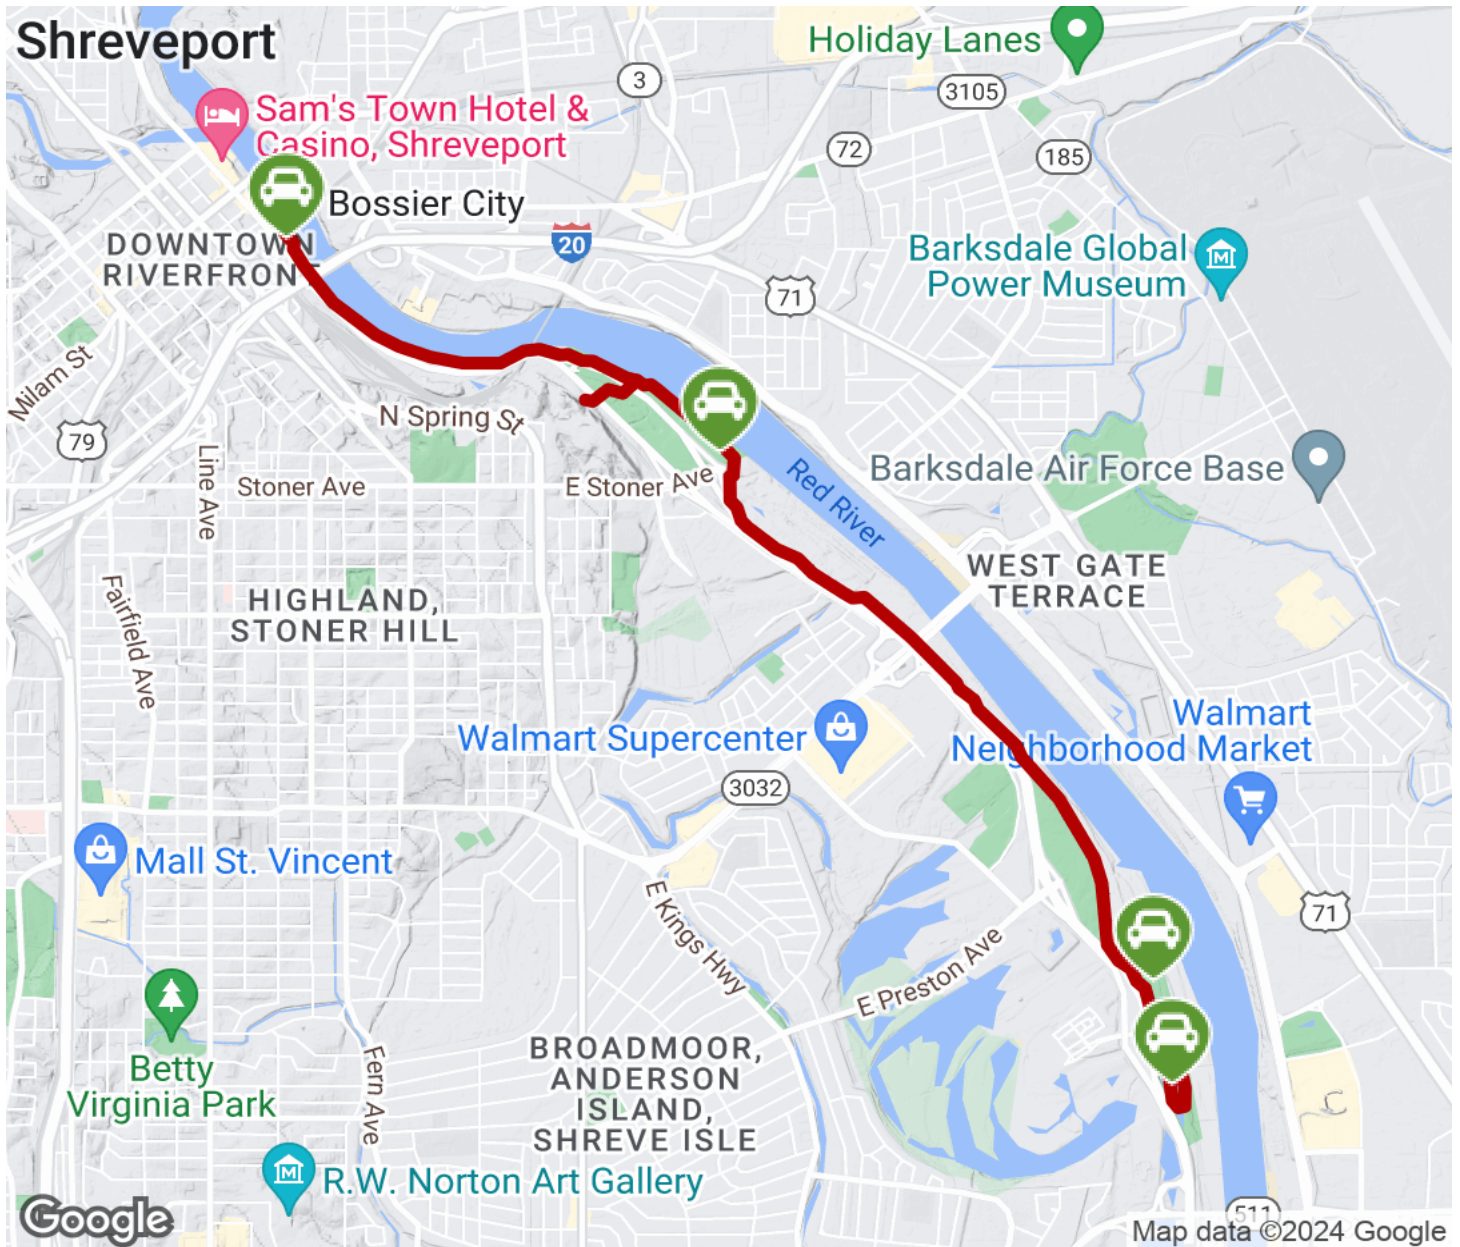 Shreveport
Holiday Lanes
3
3105
Sam's Town Hotel &
Casino, Shreveport
72
185
Bossier City
DOWNTOWN
RIVERFRONT
20
Barksdale Global
Power Museum
71
Milam St
N Spring St
79
Line Ave
Stoner Ave
E Stoner Ave
Red River
Barksdale Air Force Base
WEST GATE
TERRACE
Fairfield Ave
HIGHLAND,
STONER HILL
Walmart
Neighborhood Market
Walmart Supercenter
3032
Mall St. Vincent
E Kings Hwy
71
E Preston Ave
Betty
Virginia Park
Fern Ave
BROADMOOR,
ANDERSON
ISLAND,
SHREVE ISLE
R.W. Norton Art Gallery
511
Google
Map data ©2024 Google